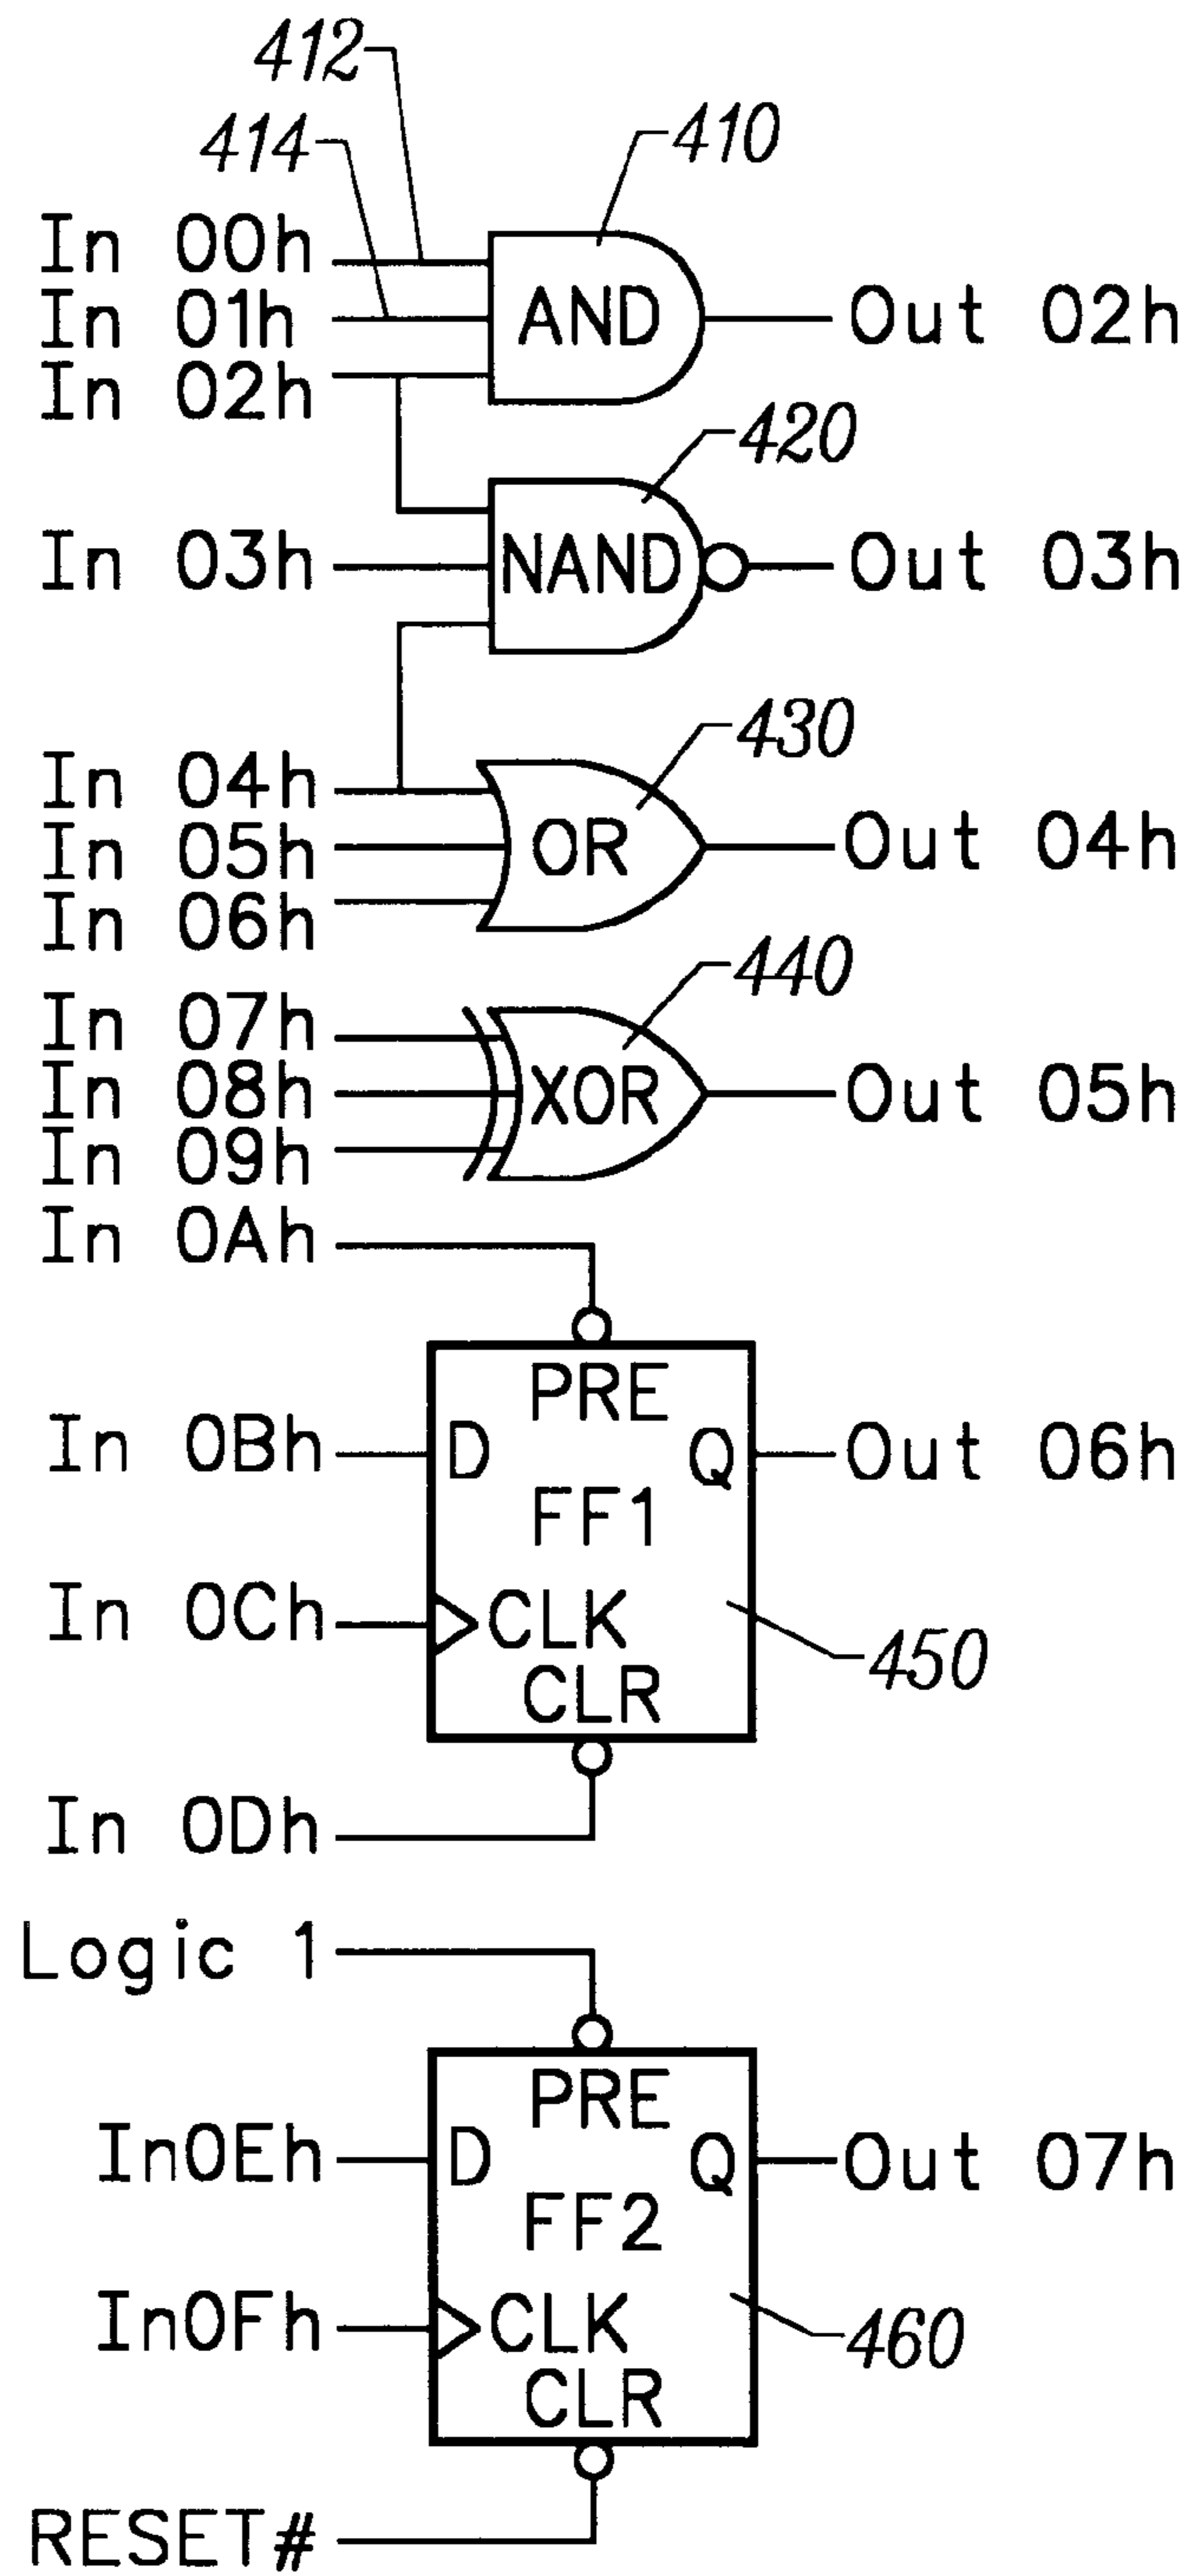 412
414
410
In 00h
In 01h
In 02h
AND
Out 02h
420
In 03h
NAND
Out 03h
430
In 04h
In 05h
In 06h
OR
Out 04h
440
In 07h
In 08h
In 09h
XOR
Out 05h
In 0Ah
PRE
In 0Bh
D
Q
Out 06h
FF1
In 0Ch
CLK
450
CLR
In 0Dh
Logic 1
PRE
In0Eh
D
Q
Out 07h
FF2
In0Fh
CLK
460
CLR
RESET#